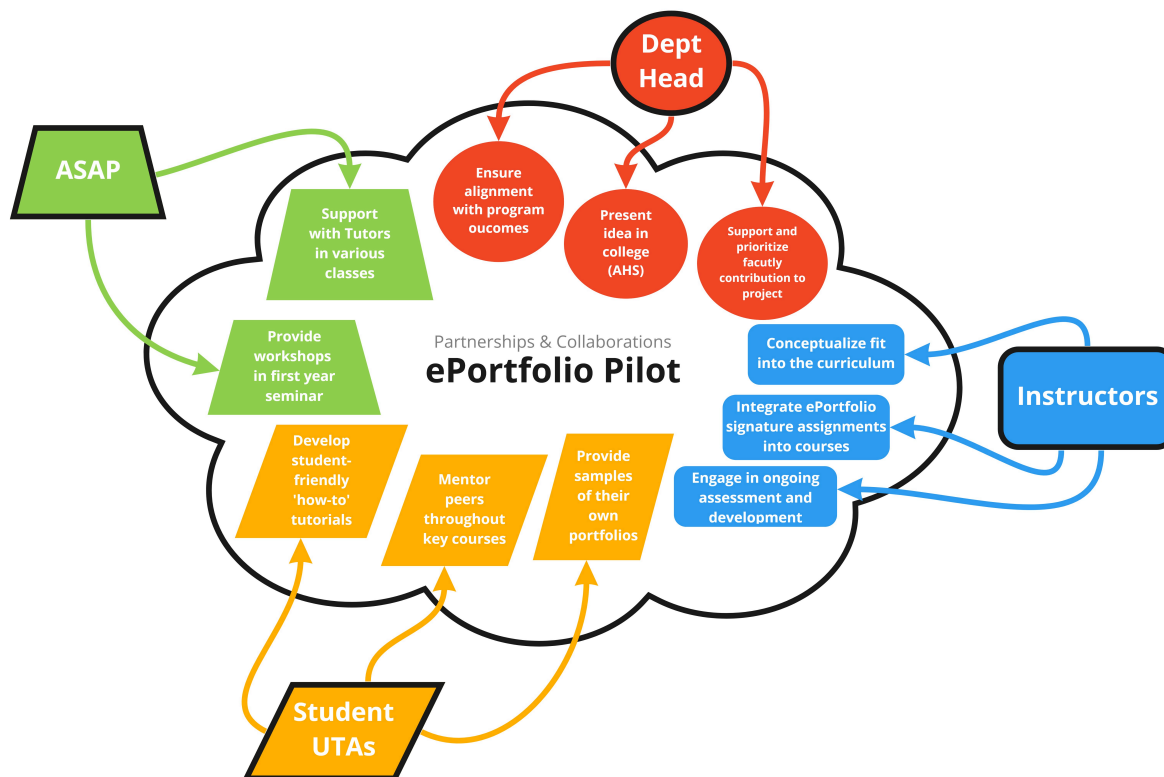 Dept
Head
ASAP
Ensure
alignment
with program
oucomes
Present
idea in
college
(AHS)
Support and
prioritize
facutly
contribution to
project
Support
with Tutors
in various
classes
Provide
workshops
in first year
seminar
Partnerships & Collaborations
ePortfolio Pilot
Conceptualize fit
into the curriculum
Integrate ePortfolio
signature assignments
into courses
Engage in ongoing
assessment and
development
Instructors
Develop
student-
friendly
'how-to'
tutorials
Mentor
peers
throughout
key courses
Provide
samples
of their
own
portfolios
Student
UTAs